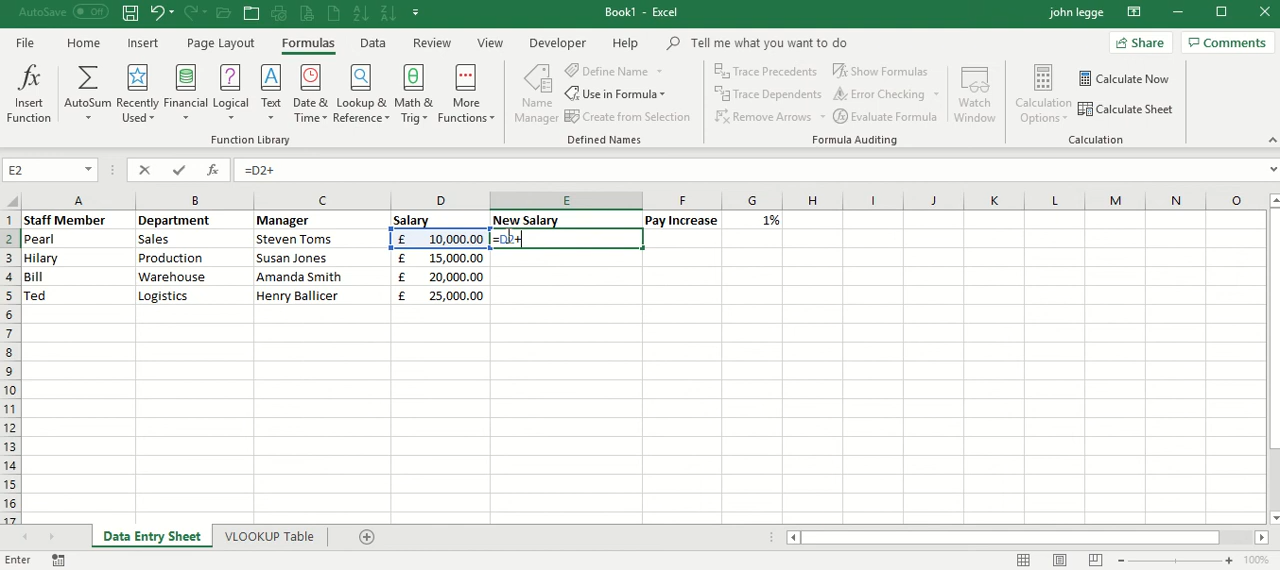 AutoSave Off Book1 - Excel john legge
File Home Insert Page Layout Formulas Data Review View Developer Help Tell me what you want to do Share Comments
fx Insert Function
Σ AutoSum
Recently Used
Financial
Logical
A Text
Date & Time
Lookup & Reference
θ Math & Trig
More Functions
Function Library
Name Manager
Define Name
Use in Formula
Create from Selection
Defined Names
Trace Precedents
Trace Dependents
Remove Arrows
Show Formulas
Error Checking
Evaluate Formula
Formula Auditing
Watch Window
Calculation Options
Calculate Now
Calculate Sheet
Calculation
E2 fx =D2+
A B C D E F G H I J K L M N O
1 Staff Member Department Manager Salary New Salary Pay Increase 1%
2 Pearl Sales Steven Toms £ 10,000.00 =D2+
3 Hilary Production Susan Jones £ 15,000.00
4 Bill Warehouse Amanda Smith £ 20,000.00
5 Ted Logistics Henry Ballicer £ 25,000.00
6
7
8
9
10
11
12
13
14
15
16
17
Data Entry Sheet VLOOKUP Table
Enter 100%